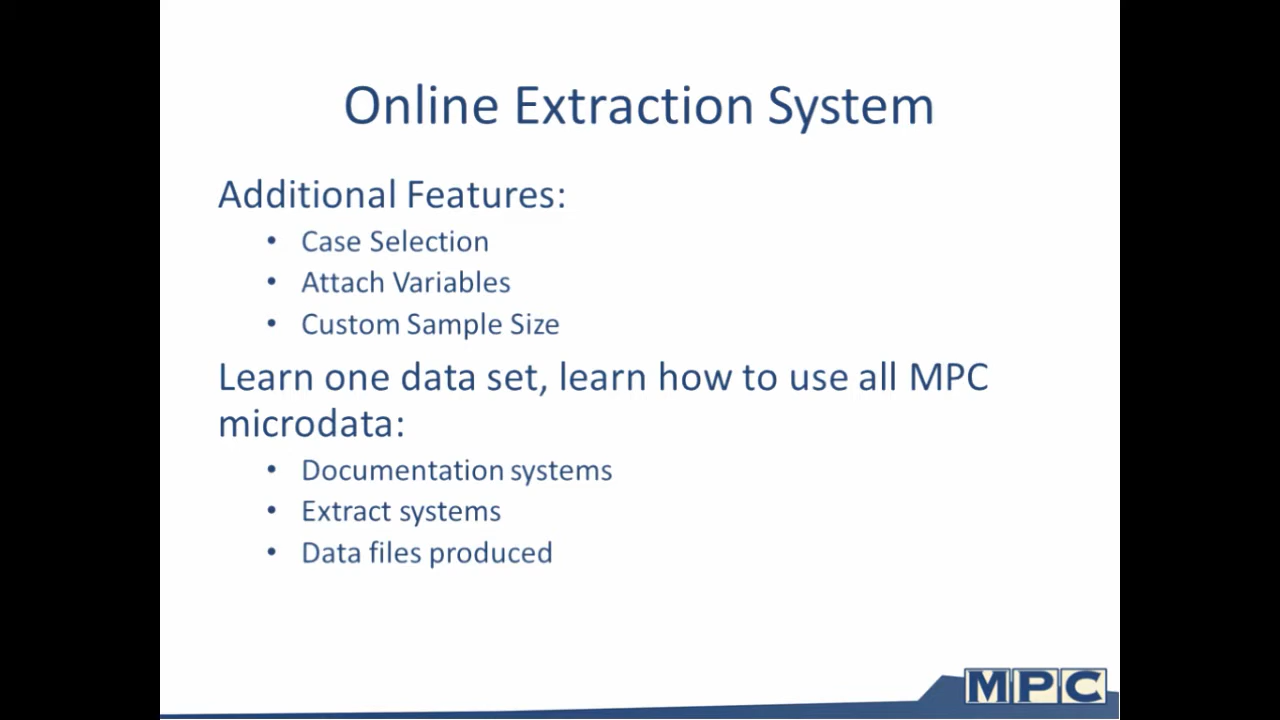 Online Extraction System
Additional Features:
• Case Selection
• Attach Variables
• Custom Sample Size
Learn one data set, learn how to use all MPC
microdata:
• Documentation systems
• Extract systems
• Data files produced
MPC